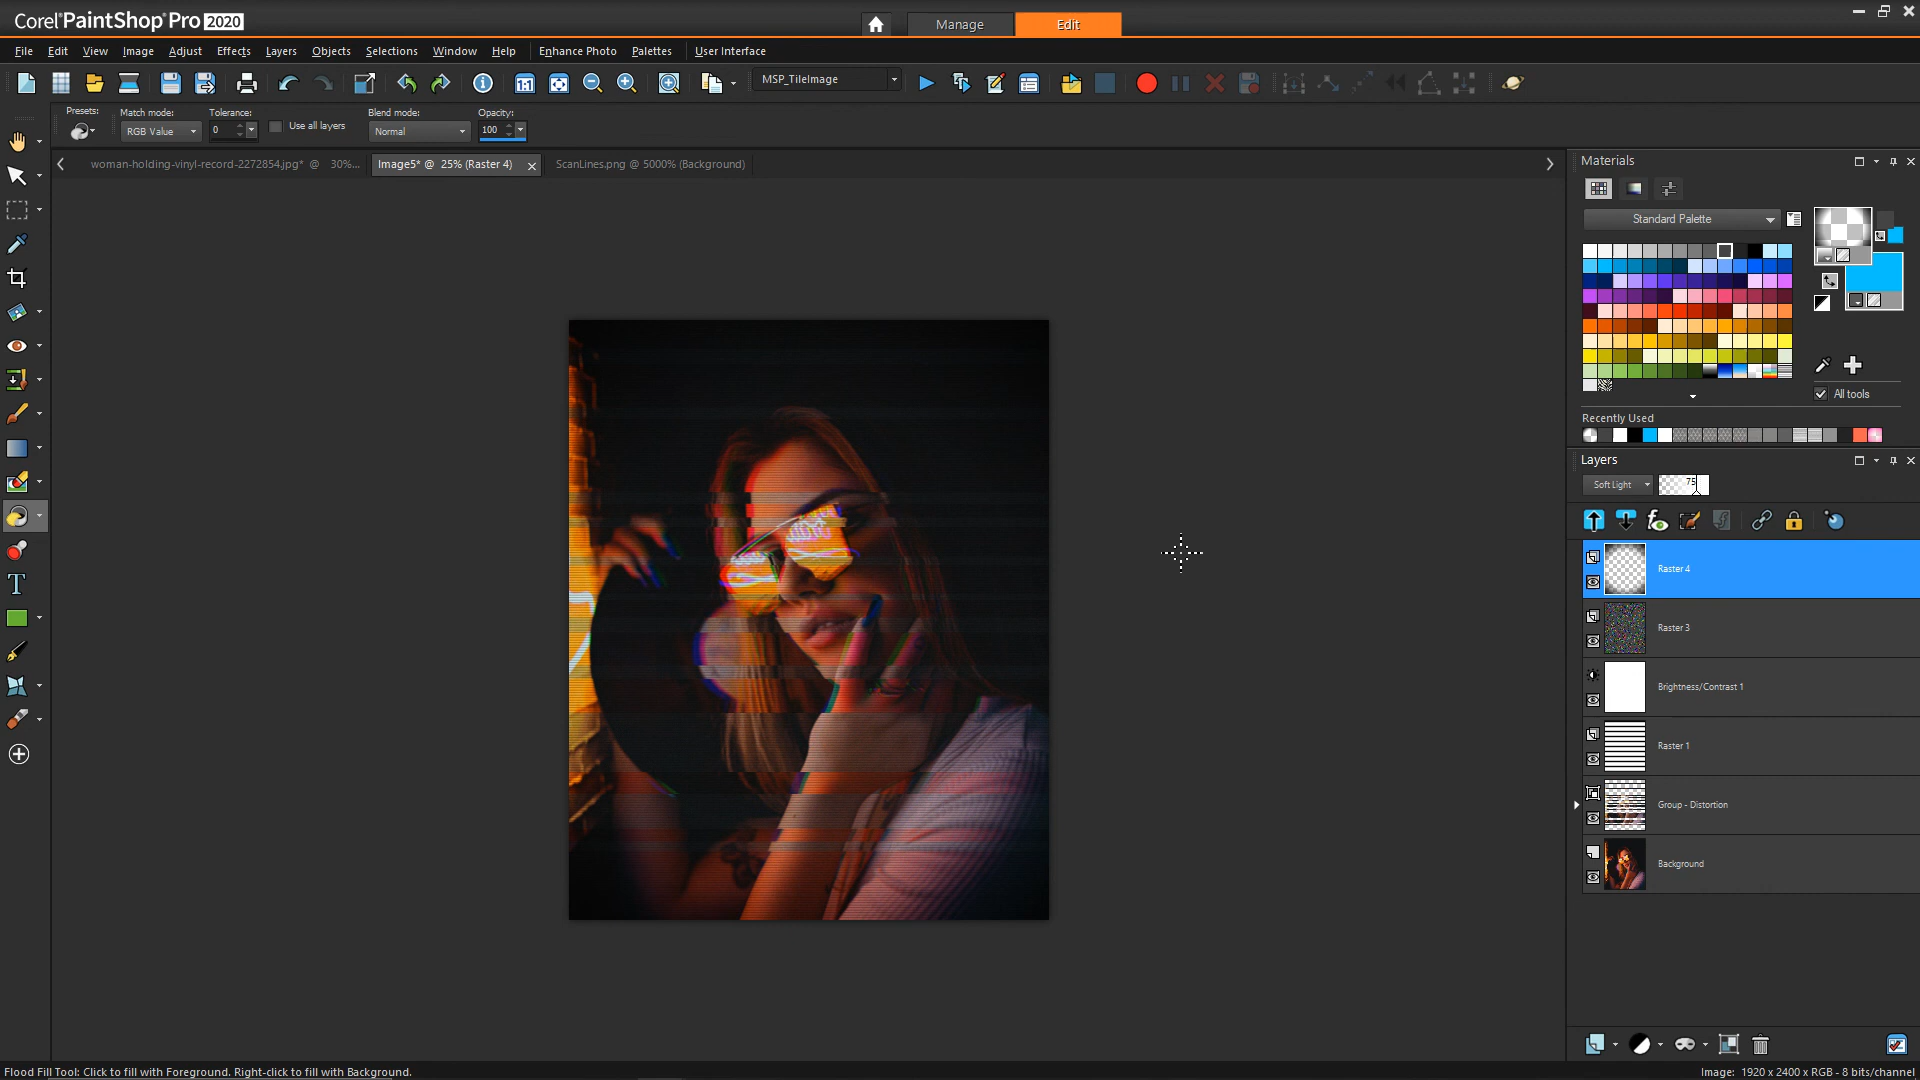 Corel PaintShop Pro 2020
Manage
Edit
File Edit View Image Adjust Effects Layers Objects Selections Window Help Enhance Photo Palettes User Interface
1:1
MSP_TileImage
Presets:
Match mode:
Tolerance:
Blend mode:
Opacity:
RGB Value
0
Use all layers
Normal
100
woman-holding-vinyl-record-2272854.jpg* @ 30%...
Image5* @ 25% (Raster 4)
ScanLines.png @ 5000% (Background)
Materials
Standard Palette
All tools
Recently Used
Layers
Soft Light
75
Raster 4
Raster 3
Brightness/Contrast 1
Raster 1
Group - Distortion
Background
Flood Fill Tool: Click to fill with Foreground. Right-click to fill with Background.
Image: 1920 x 2400 x RGB - 8 bits/channel